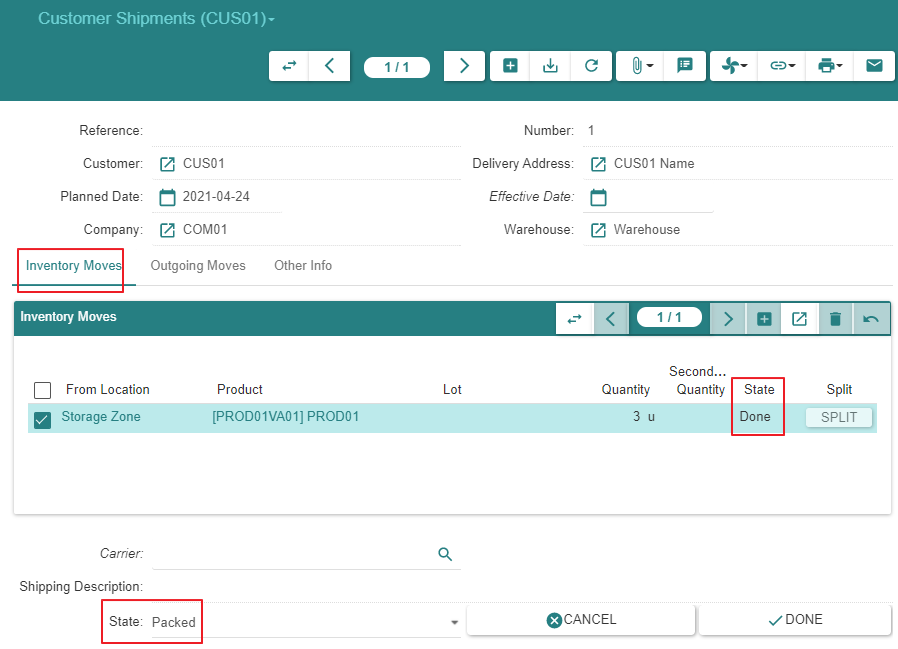 Customer Shipments (CUS01)
1 / 1
Reference: Number: 1
Customer: CUS01 Delivery Address: CUS01 Name
Planned Date: 2021-04-24 Effective Date:
Company: COM01 Warehouse: Warehouse
Inventory Moves Outgoing Moves Other Info
Inventory Moves 1 / 1
From Location Product Lot Quantity Second... Quantity State Split
Storage Zone [PROD01VA01] PROD01 3 u Done SPLIT
Carrier:
Shipping Description:
State: Packed CANCEL DONE